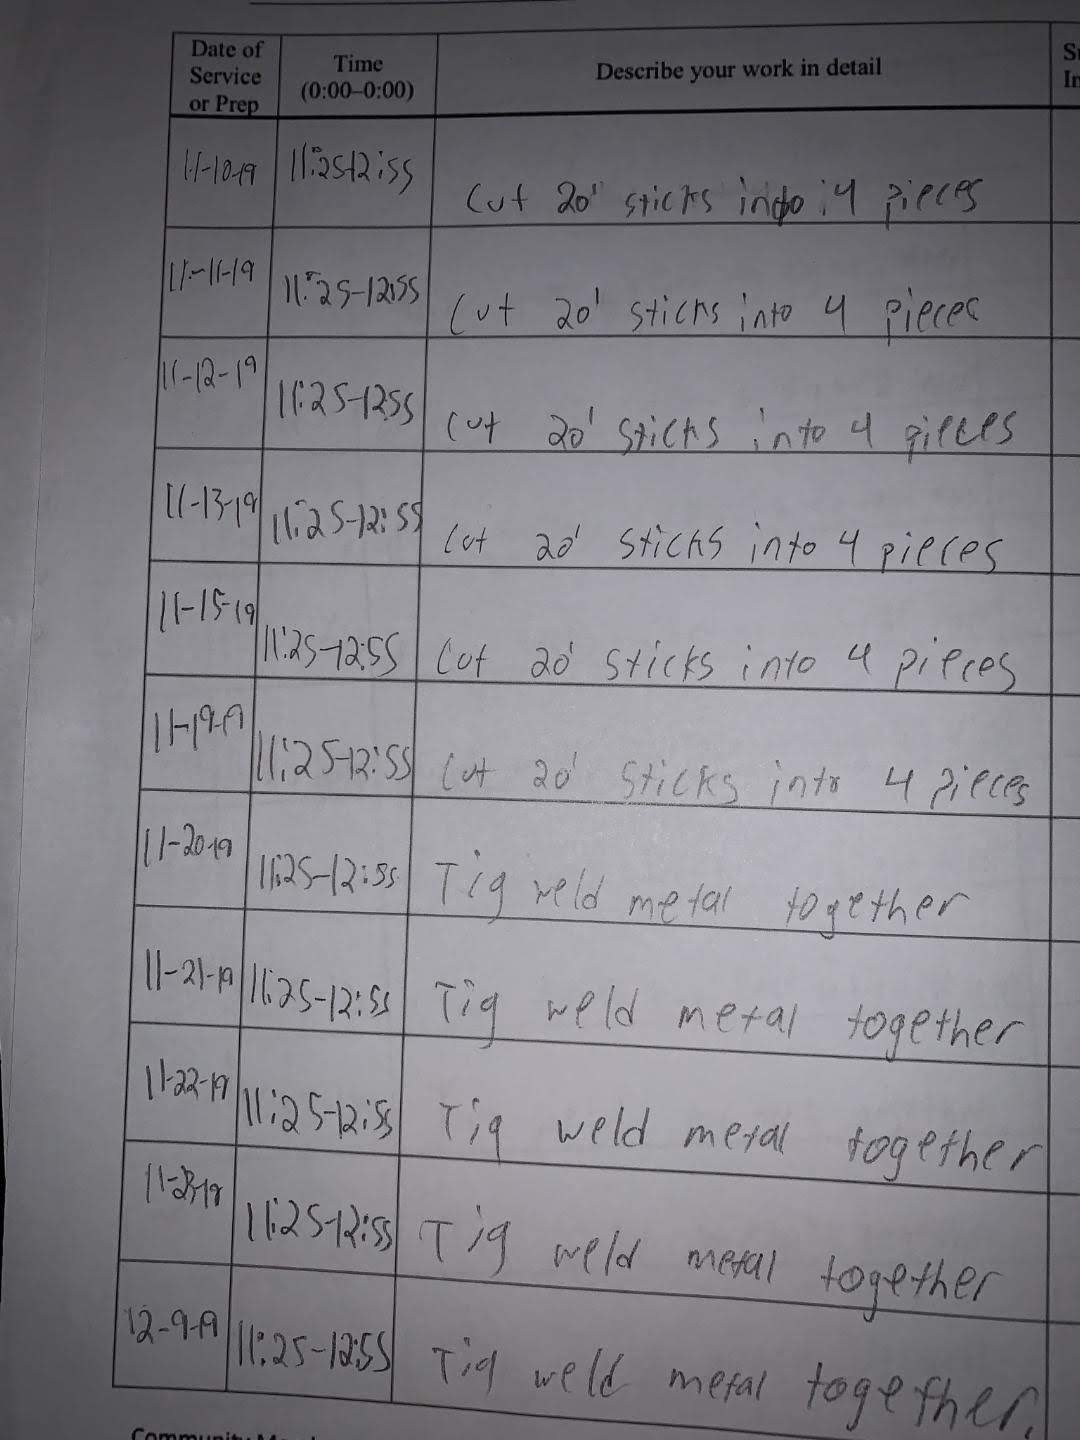 Date of Service or Prep Time (0:00–0:00) Describe your work in detail
11-10-19 11:25-12:55 Cut 20' sticks into 4 pieces
11-11-19 11:25-12:55 Cut 20' sticks into 4 pieces
11-12-19 11:25-1255 Cut 20' sticks into 4 pieces
11-13-19 11:25-12:55 Cut 20' sticks into 4 pieces
11-15-19 11:25-12:55 Cut 20' sticks into 4 pieces
11-19-19 11:25-12:55 Cut 20' sticks into 4 pieces
11-20-19 11:25-12:55 Tig weld metal together
11-21-19 11:25-12:55 Tig weld metal together
11-22-19 11:25-12:55 Tig weld metal together
11:25-12:55 Tig weld metal together
12-9-19 11:25-12:55 Tig weld metal together.
Community